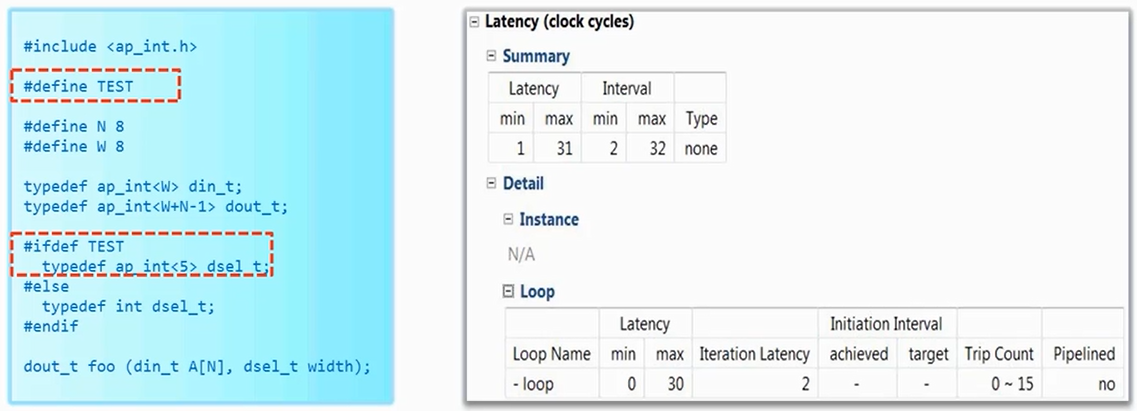 #include <ap_int.h>
#define TEST
#define N 8
#define W 8
typedef ap_int<W> din_t;
typedef ap_int<W+N-1> dout_t;
#ifdef TEST
typedef ap_int<5> dsel_t;
#else
typedef int dsel_t;
#endif
dout_t foo (din_t A[N], dsel_t width);
Latency (clock cycles)
Summary
Latency Interval
min max min max Type
1 31 2 32 none
Detail
Instance
N/A
Loop
Latency Initiation Interval
Loop Name min max Iteration Latency achieved target Trip Count Pipelined
- loop 0 30 2 - - 0 ~ 15 no